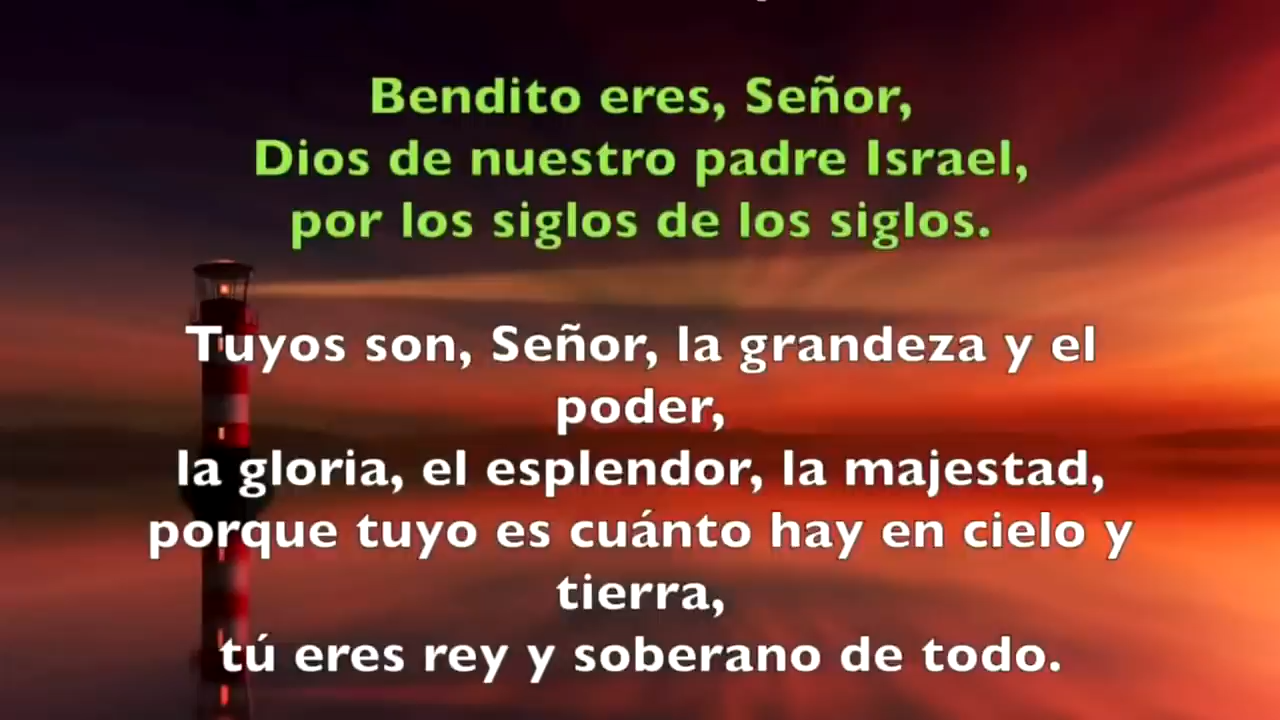 Bendito eres, Señor,
Dios de nuestro padre Israel,
por los siglos de los siglos.
Tuyos son, Señor, la grandeza y el
poder,
la gloria, el esplendor, la majestad,
porque tuyo es cuánto hay en cielo y
tierra,
tú eres rey y soberano de todo.